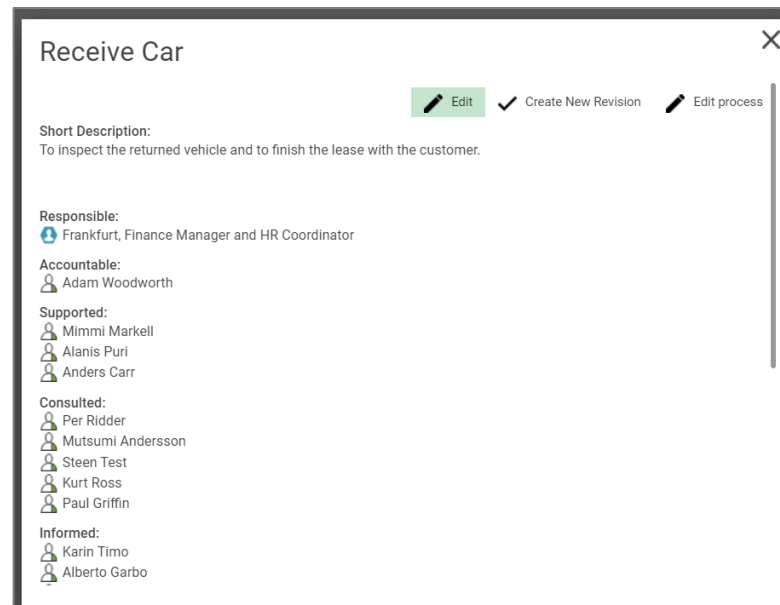 Receive Car
Edit
Create New Revision
Edit process
Short Description:
To inspect the returned vehicle and to finish the lease with the customer.
Responsible:
Frankfurt, Finance Manager and HR Coordinator
Accountable:
Adam Woodworth
Supported:
Mimmi Markell
Alanis Puri
Anders Carr
Consulted:
Per Ridder
Mutsumi Andersson
Steen Test
Kurt Ross
Paul Griffin
Informed:
Karin Timo
Alberto Garbo